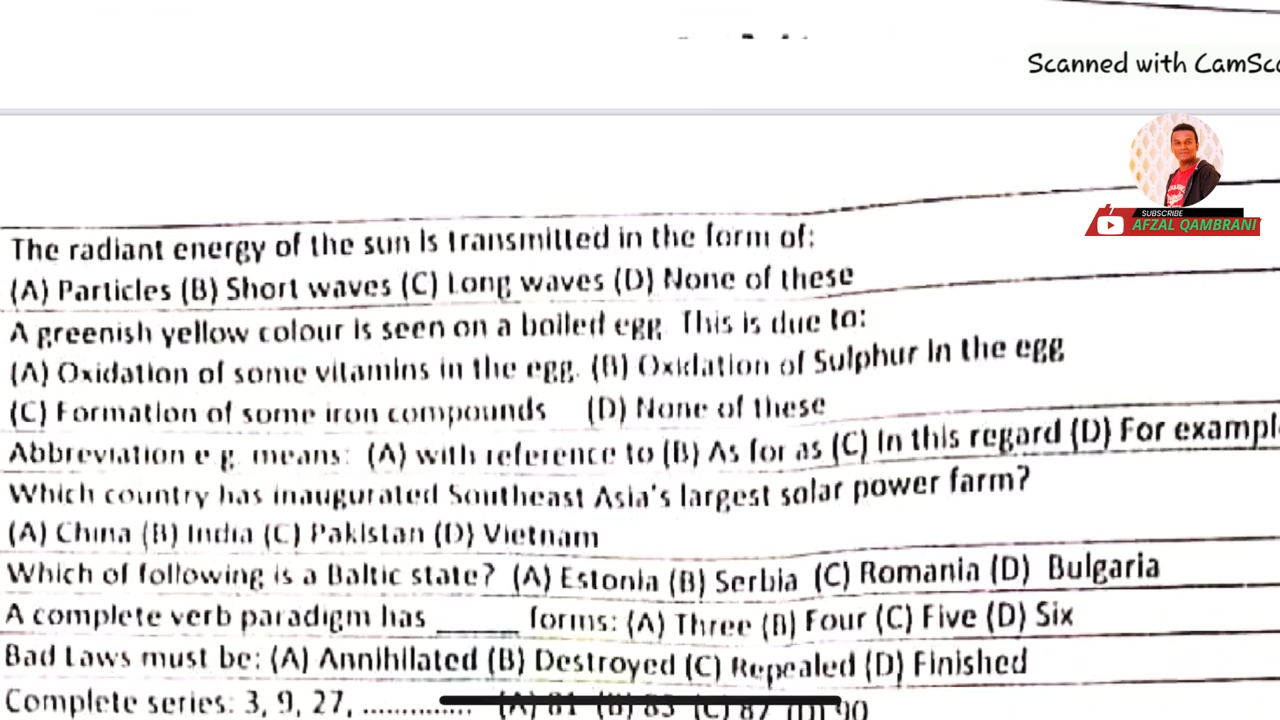 Scanned with CamSca
SUBSCRIBE
AFZAL QAMBRANI
The radiant energy of the sun is transmitted in the form of:
(A) Particles (B) Short waves (C) Long waves (D) None of these
A greenish yellow colour is seen on a boiled egg. This is due to:
(A) Oxidation of some vitamins in the egg. (B) Oxidation of Sulphur in the egg
(C) Formation of some iron compounds (D) None of these
Abbreviation e.g. means: (A) with reference to (B) As for as (C) In this regard (D) For exampl
Which country has inaugurated Southeast Asia's largest solar power farm?
(A) China (B) India (C) Pakistan (D) Vietnam
Which of following is a Baltic state? (A) Estonia (B) Serbia (C) Romania (D) Bulgaria
A complete verb paradigm has ______ forms: (A) Three (B) Four (C) Five (D) Six
Bad Laws must be: (A) Annihilated (B) Destroyed (C) Repealed (D) Finished
Complete series: 3, 9, 27, .............. (A) 81 (B) 83 (C) 87 (D) 90